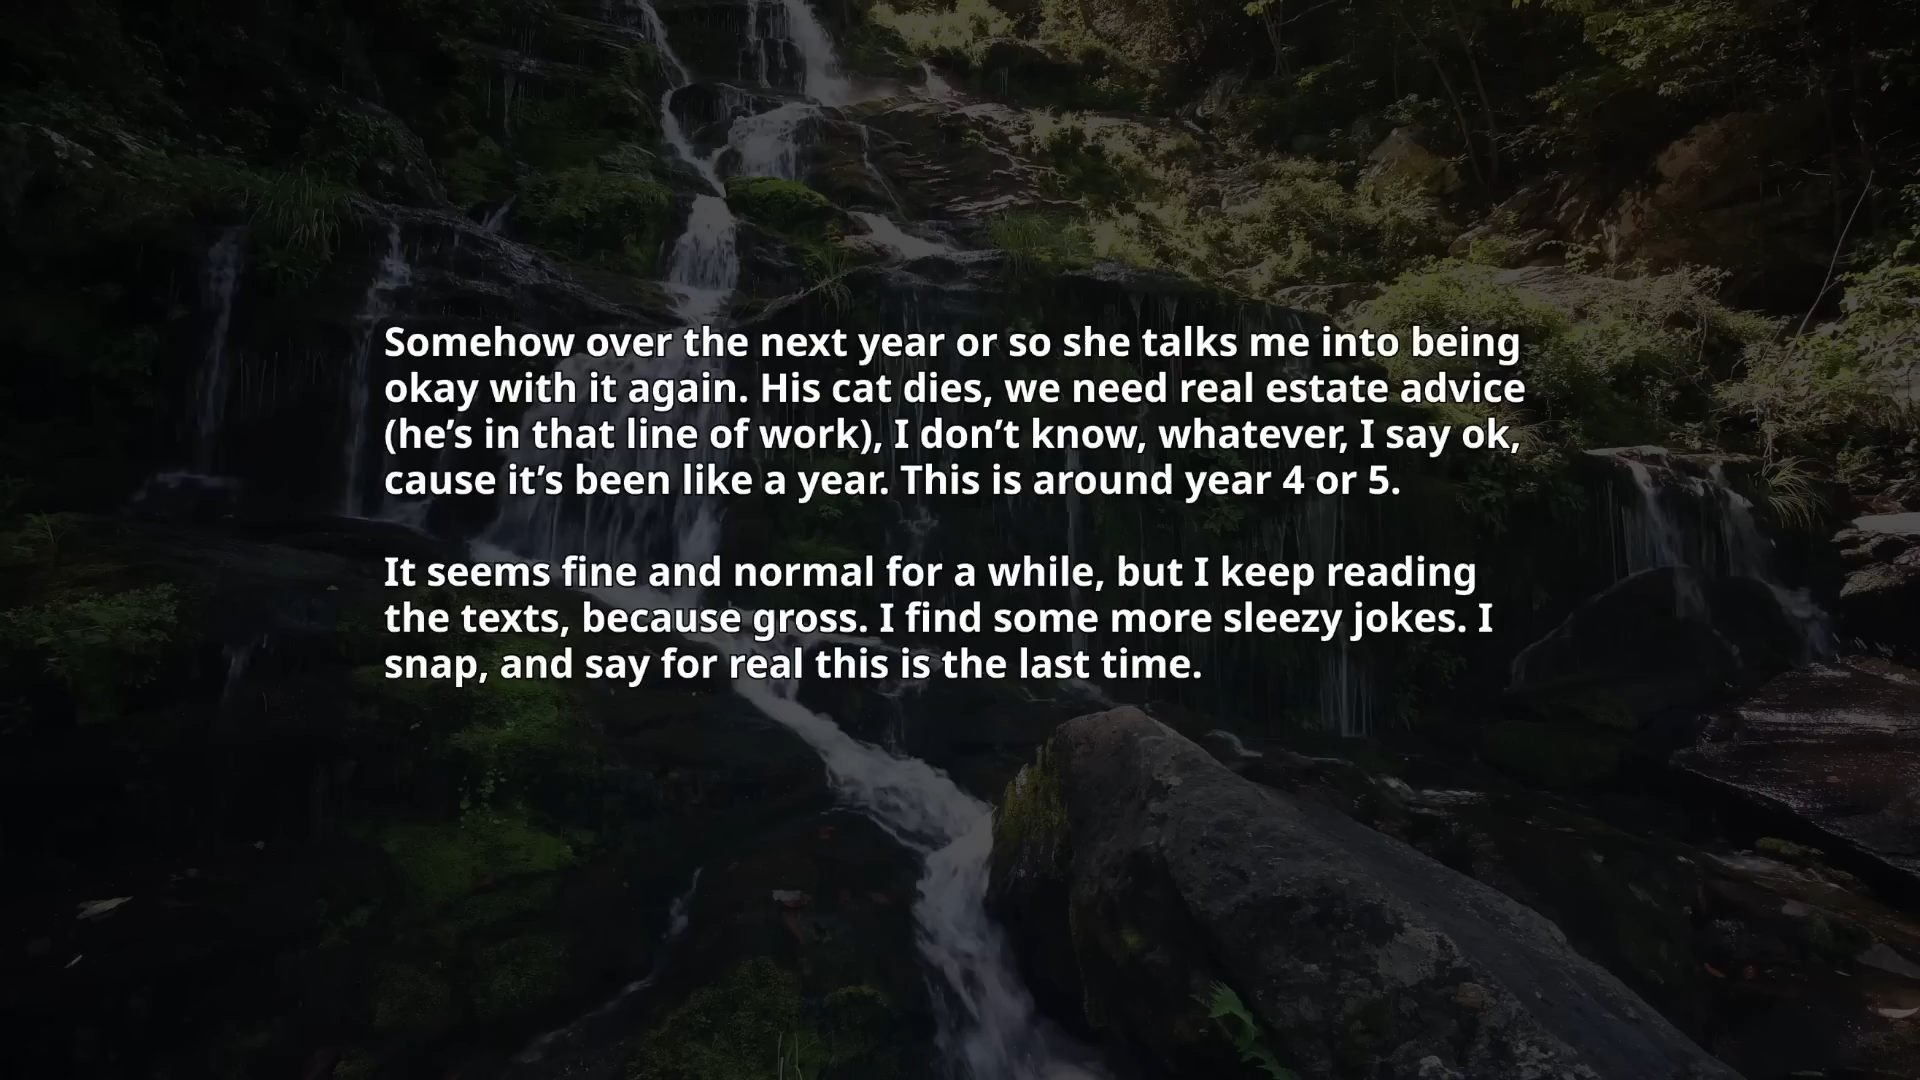 Somehow over the next year or so she talks me into being
okay with it again. His cat dies, we need real estate advice
(he’s in that line of work), I don’t know, whatever, I say ok,
cause it’s been like a year. This is around year 4 or 5.
It seems fine and normal for a while, but I keep reading
the texts, because gross. I find some more sleezy jokes. I
snap, and say for real this is the last time.